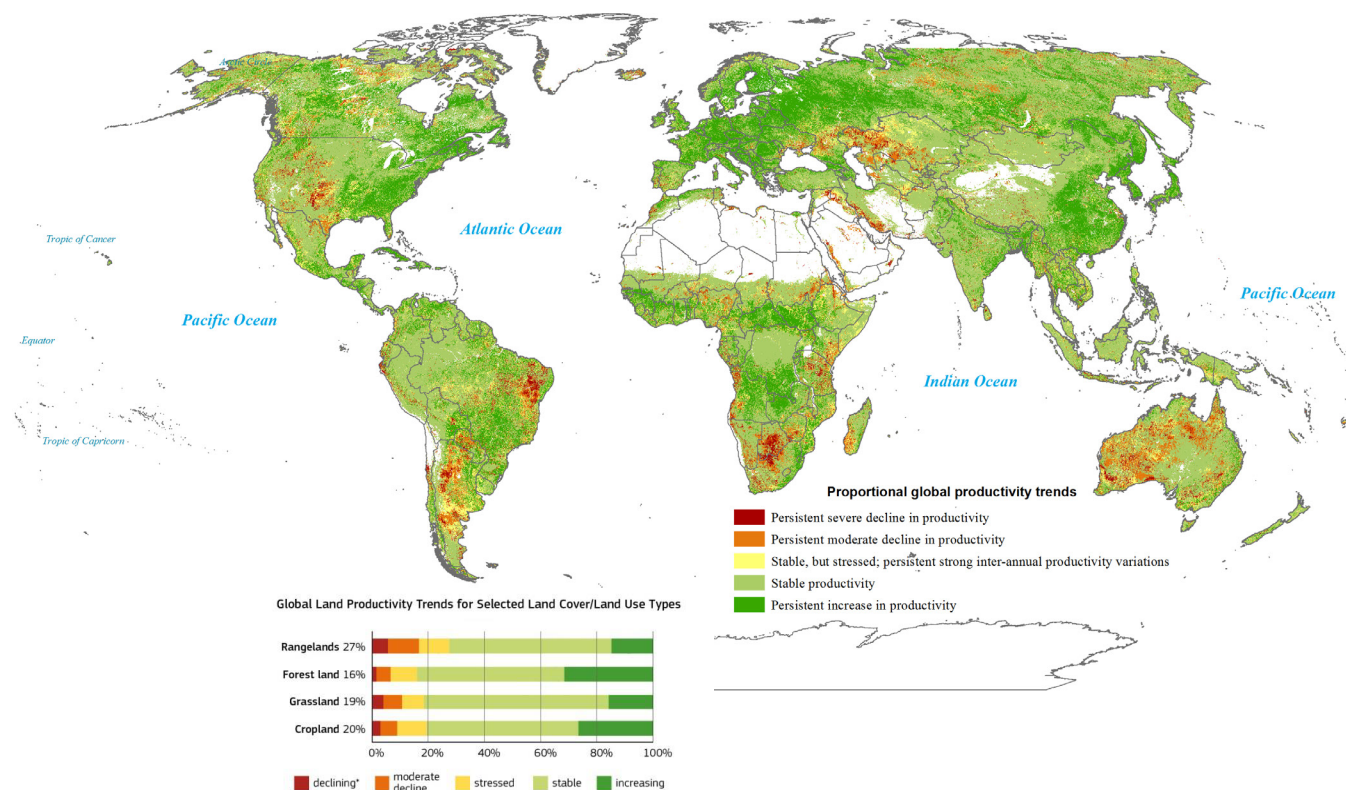 Arctic Circle
Atlantic Ocean
Tropic of Cancer
Pacific Ocean
Pacific Ocean
Equator
Indian Ocean
Tropic of Capricorn
Proportional global productivity trends
Persistent severe decline in productivity
Persistent moderate decline in productivity
Stable, but stressed; persistent strong inter-annual productivity variations
Stable productivity
Persistent increase in productivity
Global Land Productivity Trends for Selected Land Cover/Land Use Types
Rangelands 27%
Forest land 16%
Grassland 19%
Cropland 20%
0% 20% 40% 60% 80% 100%
declining* moderate decline stressed stable increasing